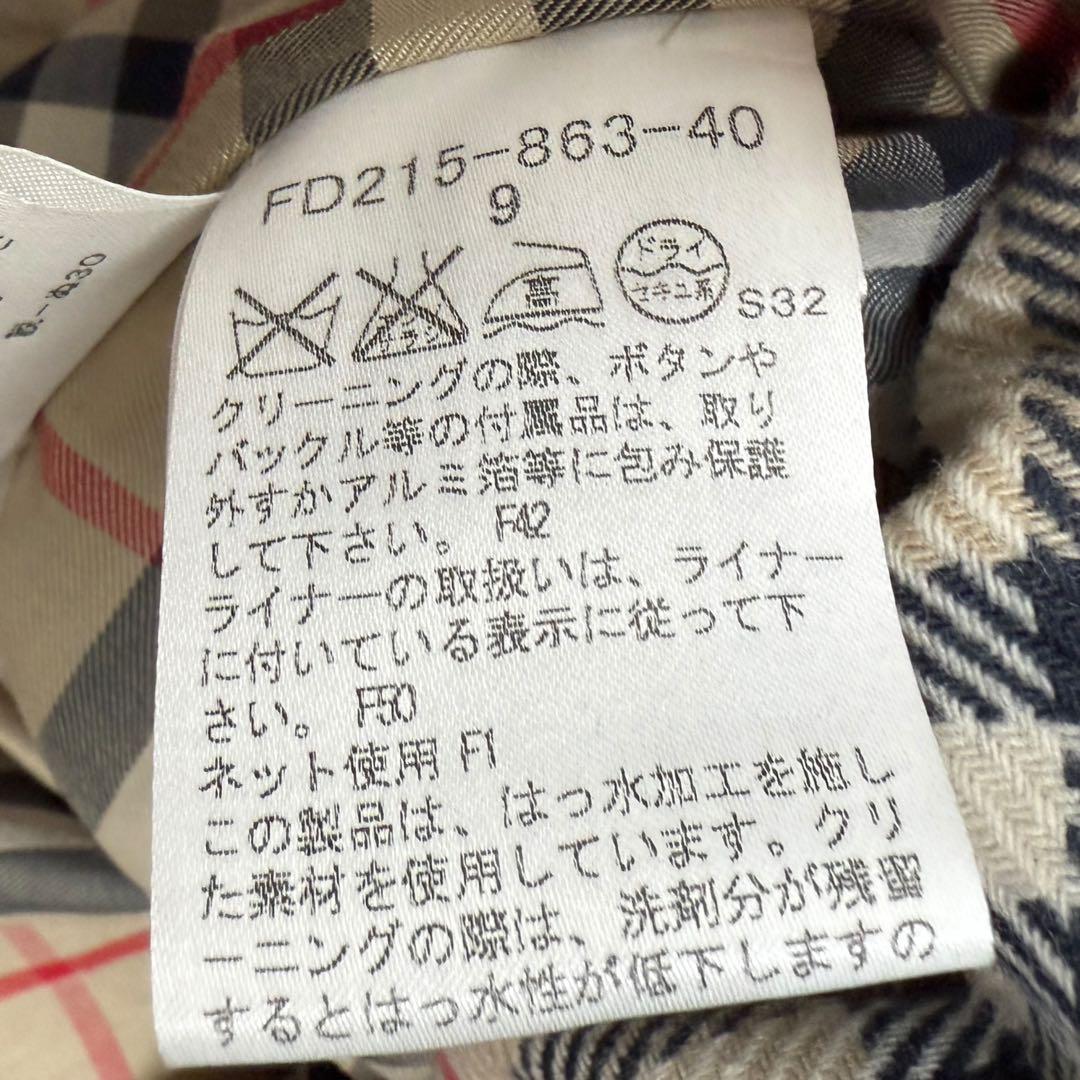 FD215-863-40
9
エンソ
サラシ
高
ドライ
セキユ系
S32
クリーニングの際、ボタンや
バックル等の付属品は、取り
外すかアルミ箔等に包み保護
して下さい。 F42
ライナーの取扱いは、ライナー
に付いている表示に従って下
さい。 F50
ネット使用 F1
この製品は、はっ水加工を施し
た素材を使用しています。クリ
ーニングの際は、洗剤分が残留
するとはっ水性が低下しますの